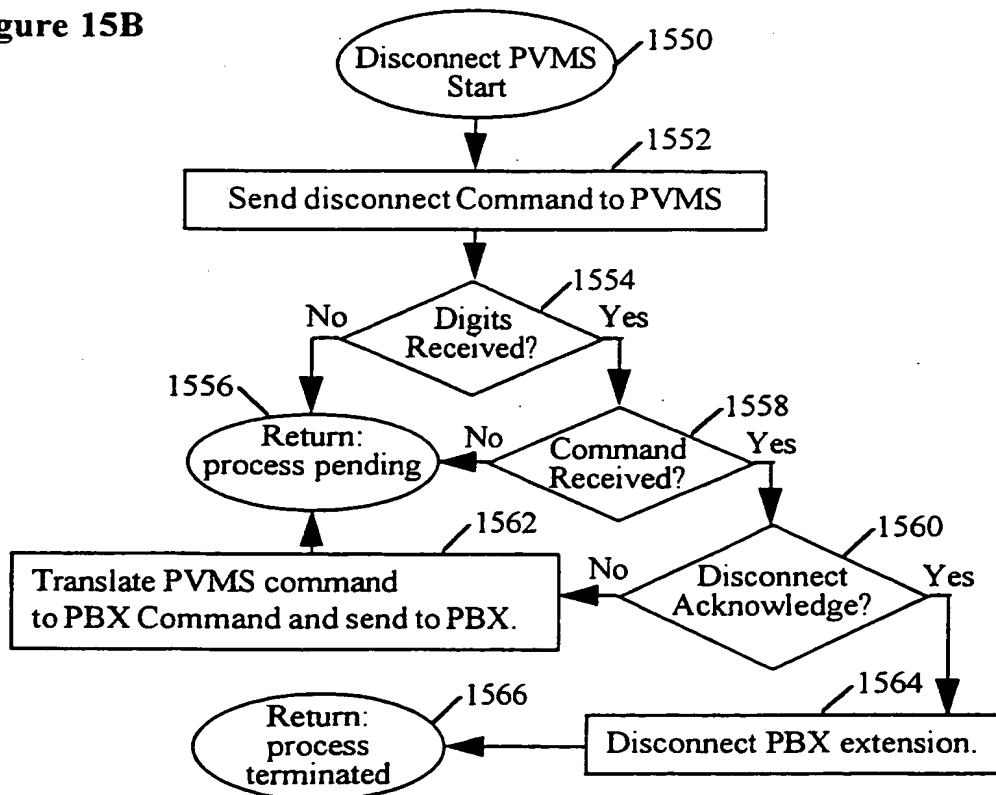 gure 15B
1550
Disconnect PVMS
Start
1552
Send disconnect Command to PVMS
1554
No
Digits
Received?
Yes
1556
Return:
process pending
1558
No
Command
Received?
Yes
1560
1562
Translate PVMS command
to PBX Command and send to PBX.
No
Disconnect
Acknowledge?
Yes
1564
Disconnect PBX extension.
1566
Return:
process
terminated